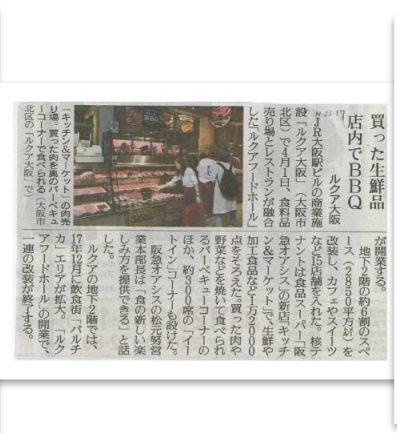 買った生鮮品
店内でBBQ
ルクア大阪
JR大阪駅ビルの商業施
設「ルクア大阪」(大阪市
北区)で4月1日、食料品
売り場とレストランが融合
した「ルクアフードホール」
が開業する。
地下2階の約6割のスペ
ース(2850平方㍍)を
改装し、カフェやスイーツ
など15店舗を入れた。核テ
ナントは食品スーパー、阪
急オアシスの新店「キッチ
ン&マーケット」で、生鮮や
加工食品など1万2000
点をそろえた。買った肉や
野菜などを焼いて食べられ
るバーベキューコーナーの
ほか、約300席の「イー
トイン」コーナーも設けた。
阪急オアシスの松元努営
業本部長は「食の新しい楽
しみ方を提供できる」と話
した。
ルクアの地下2階では、
17年12月に飲食街「バルチ
カ」エリアが拡大。「ルク
アフードホール」の開業で、
一連の改装が終了する。
「キッチン&マーケット」の肉売
り場。買った肉を奥のバーベキュ
ーコーナーで食べられる(大阪市
北区の「ルクア大阪」で